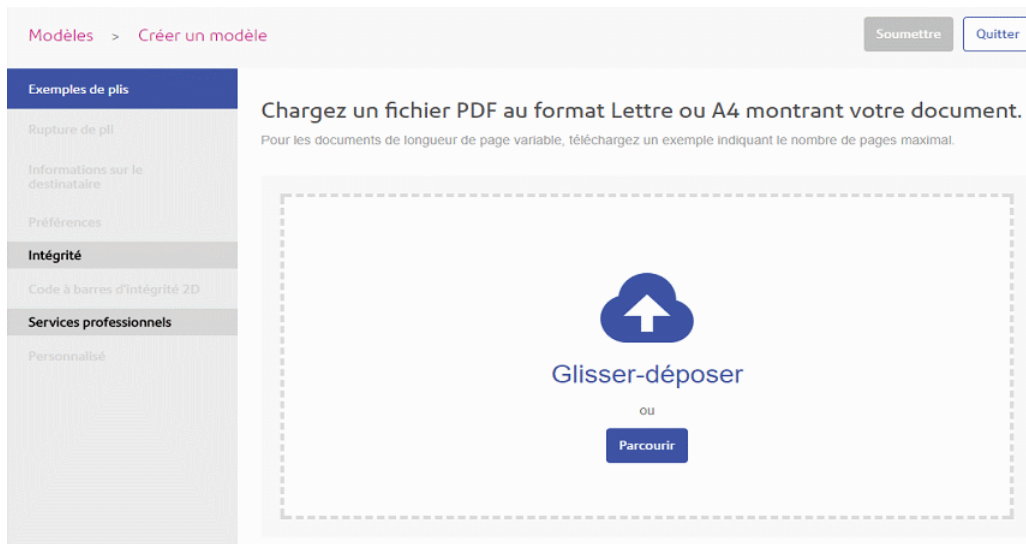 Modèles > Créer un modèle
Soumettre
Quitter
Exemples de plis
Rupture de pli
Informations sur le
destinataire
Préférences
Intégrité
Code à barres d'intégrité 2D
Services professionnels
Personnalisé
Chargez un fichier PDF au format Lettre ou A4 montrant votre document.
Pour les documents de longueur de page variable, téléchargez un exemple indiquant le nombre de pages maximal.
Glisser-déposer
ou
Parcourir